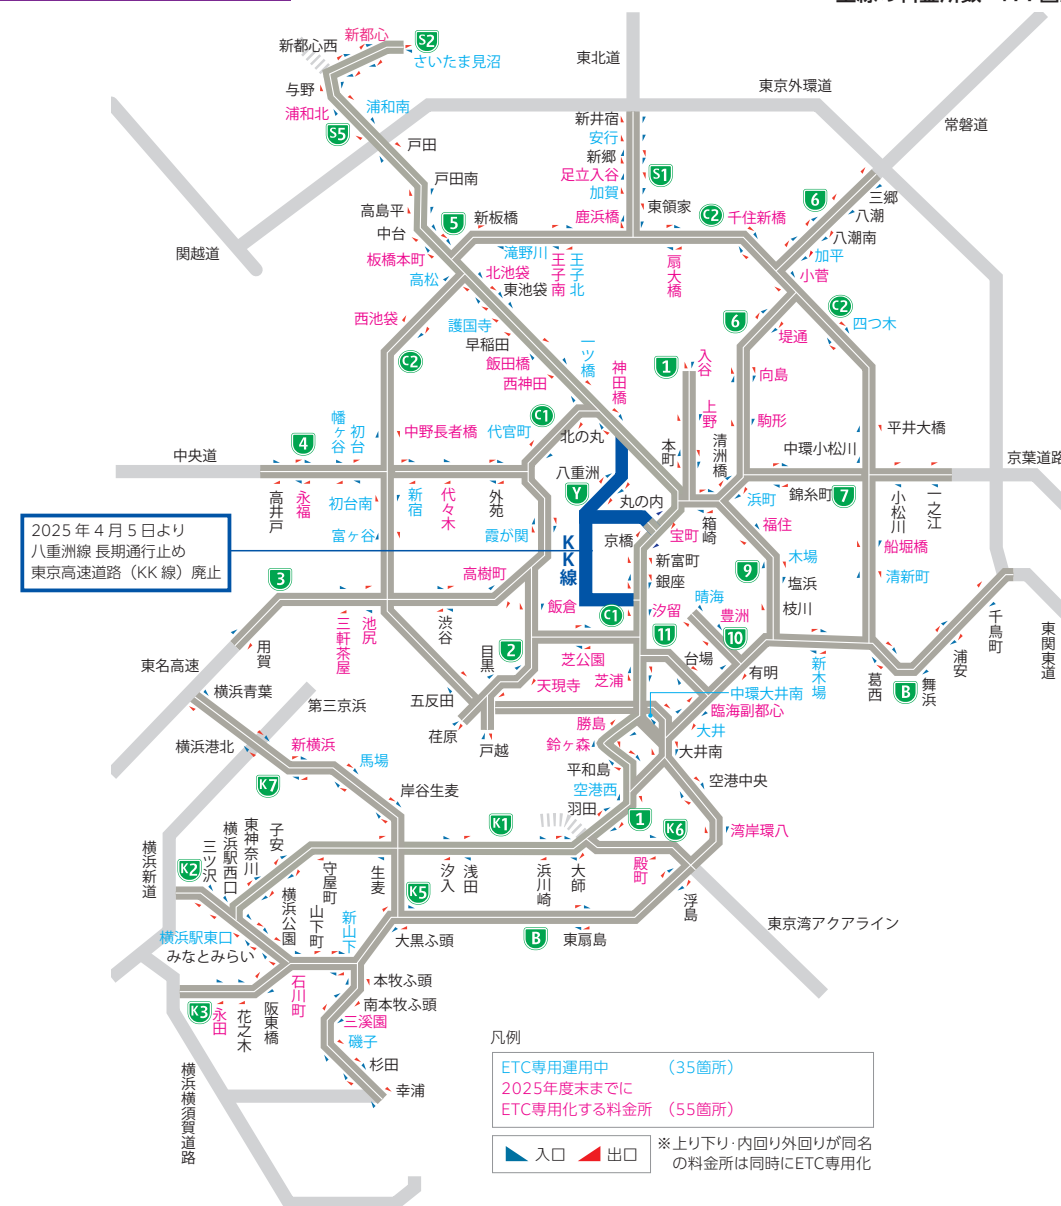 新都心西
新都心
S2
さいたま見沼
東北道
東京外環道
与野
浦和北
浦和南
S5
戸田
新井宿
安行
新郷
足立入谷
加賀
S1
常磐道
戸田南
高島平
中台
5
新板橋
鹿浜橋
東領家
C2
千住新橋
6
三郷
八潮
八潮南
加平
小菅
関越道
板橋本町
高松
滝野川
王子南
王子北
北池袋
東池袋
扇大橋
C2
四つ木
西池袋
護国寺
早稲田
飯田橋
西神田
一ツ橋
神田橋
C2
1
入谷
上野
6
堤通
向島
駒形
幡ヶ谷
初台
4
中野長者橋
代官町
C1
北の丸
八重洲
Y
丸の内
本町
清洲橋
中環小松川
平井大橋
中央道
京葉道路
高井戸
永福
初台南
新宿
代々木
外苑
富ヶ谷
霞が関
KK線
京橋
宝町
箱崎
浜町
錦糸町
7
小松川
一之江
福住
船堀橋
2025年4月5日より
八重洲線 長期通行止め
東京高速道路（KK線）廃止
新富町
銀座
9
木場
塩浜
枝川
清新町
3
高樹町
飯倉
C1
汐留
晴海
豊洲
11
10
用賀
三軒茶屋
池尻
渋谷
目黒
2
芝公園
天現寺
芝浦
台場
有明
新木場
葛西
B
舞浜
浦安
千鳥町
東関東道
東名高速
横浜青葉
第三京浜
五反田
荏原
戸越
中環大井南
臨海副都心
勝島
大井
鈴ヶ森
大井南
横浜港北
新横浜
馬場
K7
平和島
空港西
羽田
空港中央
岸谷生麦
K1
1
K6
湾岸環八
横浜新道
K2
三ツ沢
横浜駅西口
東神奈川
子安
守屋町
生麦
K5
汐入
浅田
浜川崎
大師
殿町
浮島
横浜公園
山下町
新山下
横浜駅東口
みなとみらい
大黒ふ頭
B
東扇島
東京湾アクアライン
K3
永田
花之木
阪東橋
石川町
本牧ふ頭
南本牧ふ頭
三溪園
磯子
杉田
幸浦
横浜横須賀道路
凡例
ETC専用運用中 （35箇所）
2025年度末までに
ETC専用化する料金所 （55箇所）
入口 出口
※上り下り･内回り外回りが同名
の料金所は同時にETC専用化